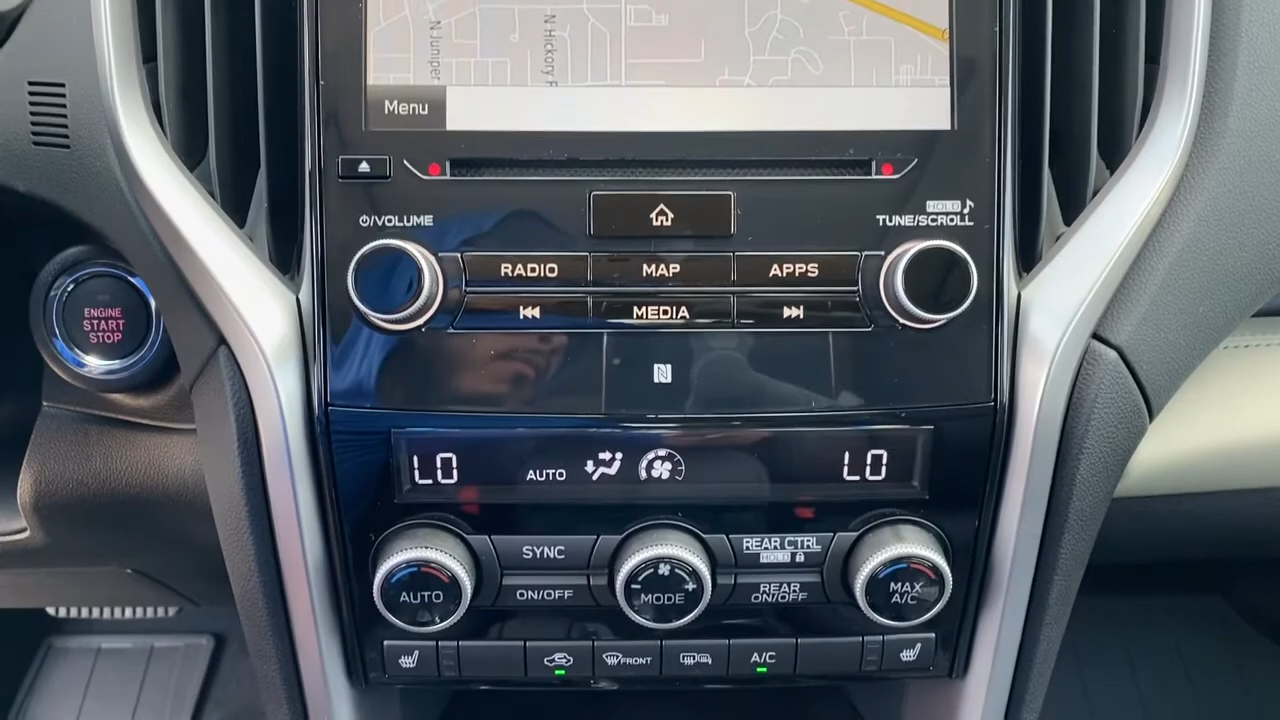 N Juniper
N Hickory
Menu
⏻/VOLUME
HOLD
TUNE/SCROLL
RADIO
MAP
APPS
MEDIA
ENGINE
START
STOP
LO
AUTO
LO
SYNC
REAR CTRL
HOLD
AUTO
ON/OFF
MODE
REAR
ON/OFF
MAX
A/C
FRONT
A/C